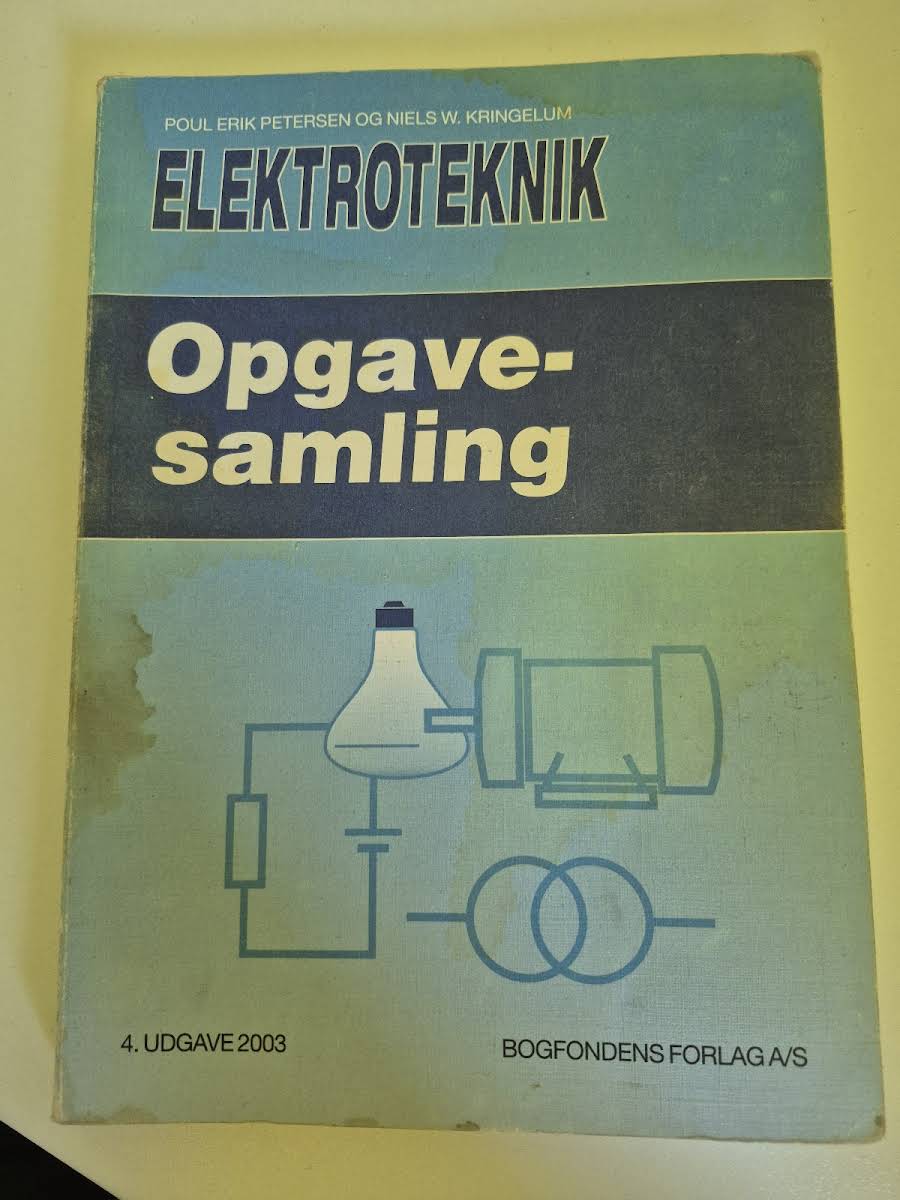 POUL ERIK PETERSEN OG NIELS W. KRINGELUM
ELEKTROTEKNIK
Opgave-
samling
4. UDGAVE 2003
BOGFONDENS FORLAG A/S